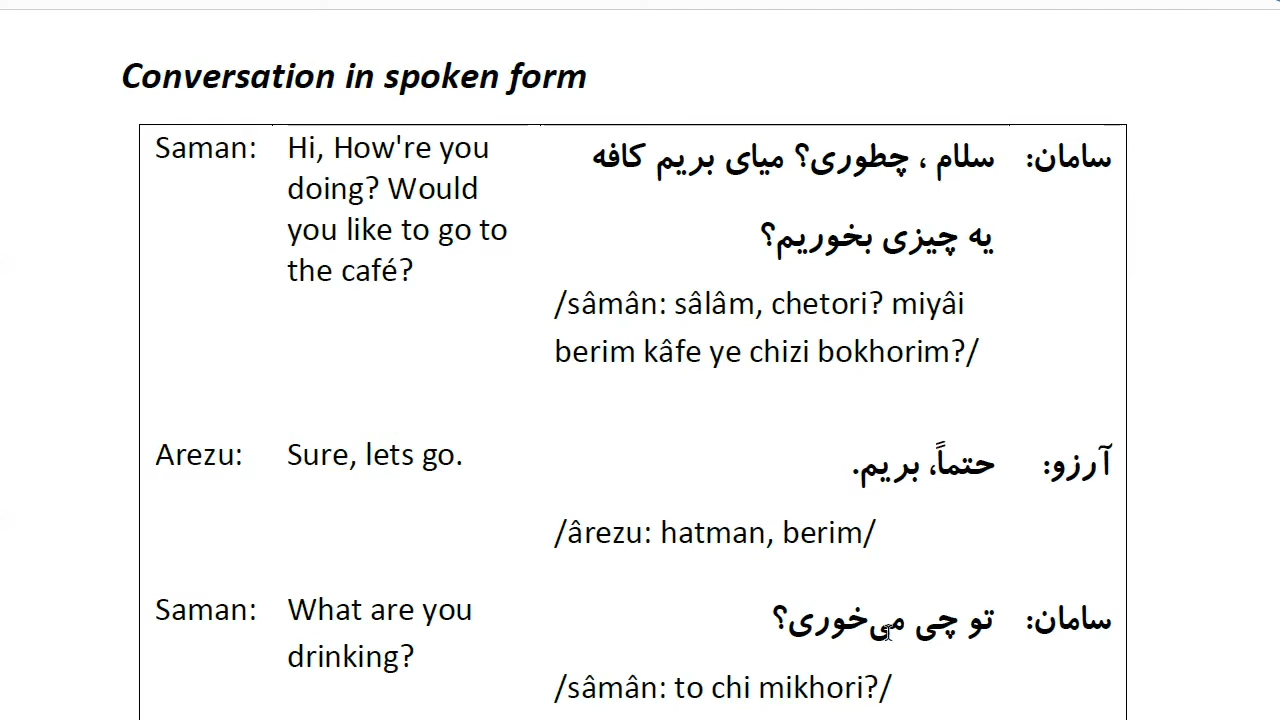 Conversation in spoken form
Saman:
Hi, How're you
doing? Would
you like to go to
the café?
سامان:
سلام ، چطوری؟ میای بریم کافه
یه چیزی بخوریم؟
/sâmân: sâlâm, chetori? miyâi
berim kâfe ye chizi bokhorim?/
Arezu:
Sure, lets go.
آرزو:
حتماً، بریم.
/ârezu: hatman, berim/
Saman:
What are you
drinking?
سامان:
تو چی می‌خوری؟
/sâmân: to chi mikhori?/